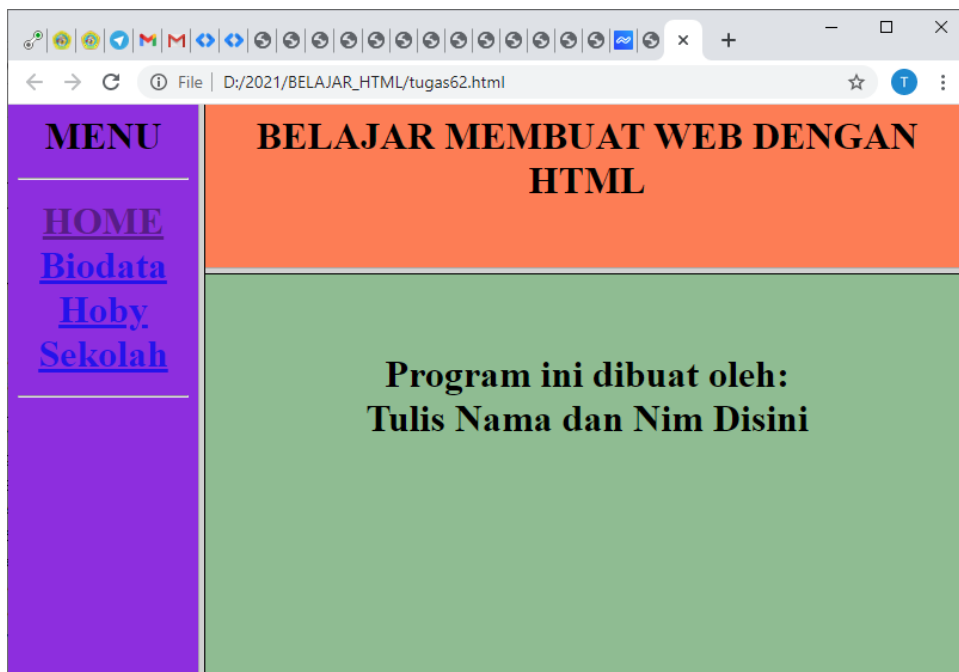 File | D:/2021/BELAJAR_HTML/tugas62.html
T
MENU
HOME
Biodata
Hoby
Sekolah
BELAJAR MEMBUAT WEB DENGAN
HTML
Program ini dibuat oleh:
Tulis Nama dan Nim Disini